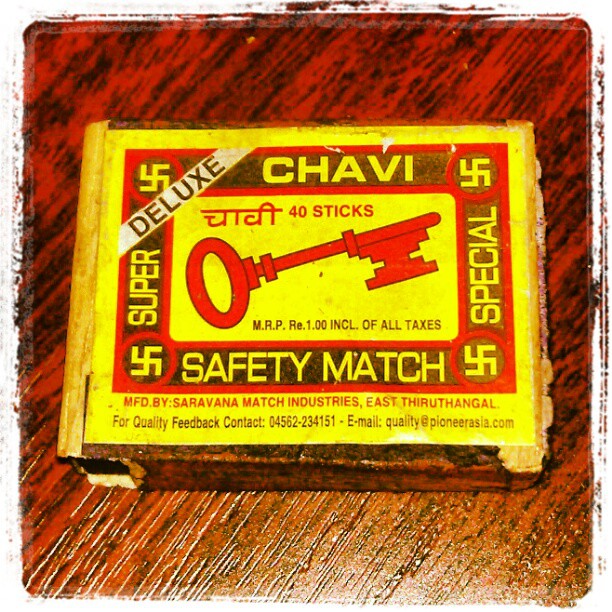 DELUXE
CHAVI
चावी 40 STICKS
SUPER
SPECIAL
M.R.P. Re.1.00 INCL. OF ALL TAXES
SAFETY MATCH
MFD.BY:SARAVANA MATCH INDUSTRIES, EAST THIRUTHANGAL.
For Quality Feedback Contact: 04562-234151 - E-mail: quality@pioneerasia.com